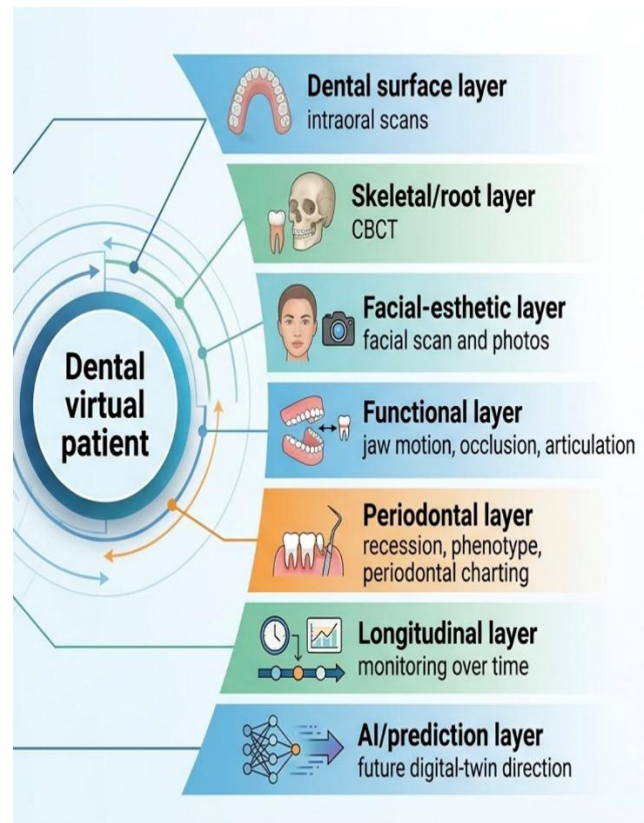 Dental
virtual
patient
Dental surface layer
intraoral scans
Skeletal/root layer
CBCT
Facial-esthetic layer
facial scan and photos
Functional layer
jaw motion, occlusion, articulation
Periodontal layer
recession, phenotype,
periodontal charting
Longitudinal layer
monitoring over time
AI/prediction layer
future digital-twin direction